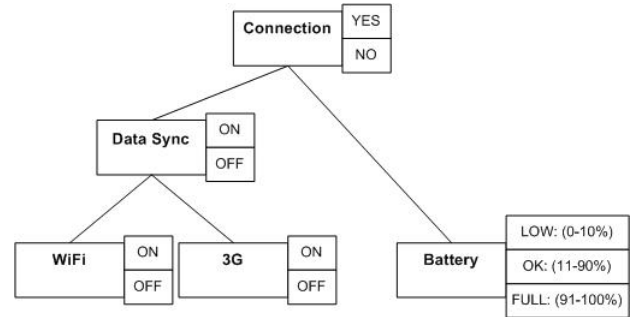 Connection
YES
NO
Data Sync
ON
OFF
WiFi
ON
OFF
3G
ON
OFF
Battery
LOW: (0-10%)
OK: (11-90%)
FULL: (91-100%)